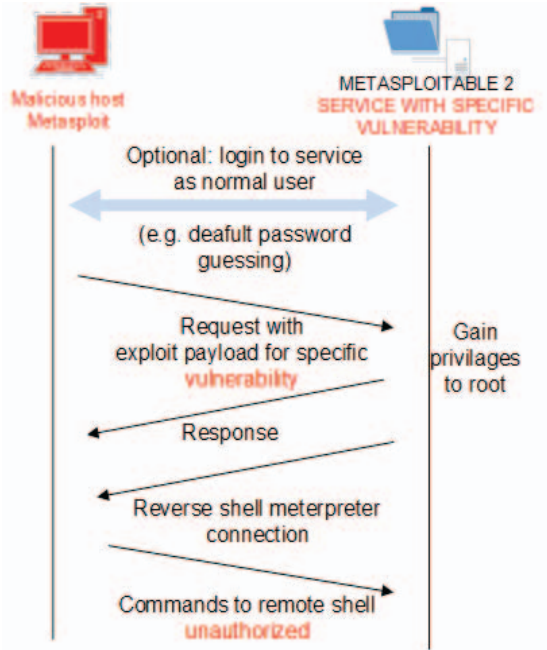 Malicious host
Metasploit
METASPLOITABLE 2
SERVICE WITH SPECIFIC
VULNERABILITY
Optional: login to service
as normal user
(e.g. deafult password
guessing)
Request with
exploit payload for specific
vulnerability
Gain
privilages
to root
Response
Reverse shell meterpreter
connection
Commands to remote shell
unauthorized